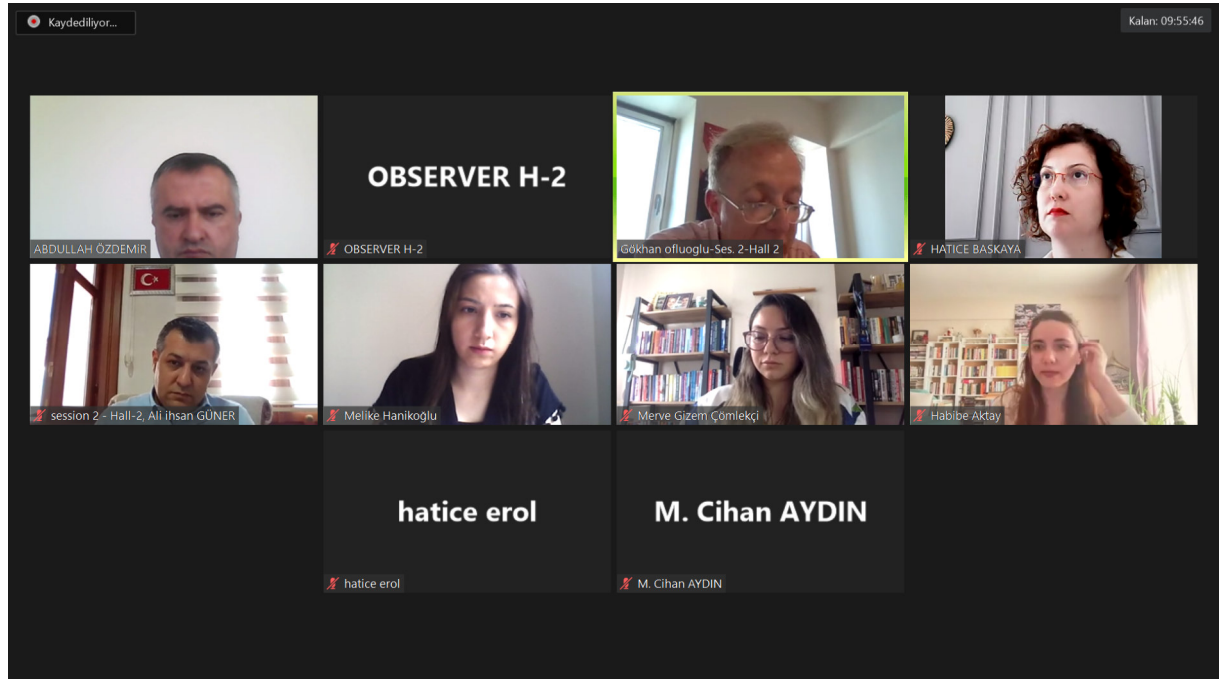 Kaydediliyor...
Kalan: 09:55:46
OBSERVER H-2
ABDULLAH ÖZDEMİR
OBSERVER H-2
Gökhan ofluoglu-Ses. 2-Hall 2
HATICE BASKAYA
session 2 - Hall-2, Ali ihsan GÜNER
Melike Hanikoğlu
Merve Gizem Çömlekçi
Habibe Aktay
hatice erol
M. Cihan AYDIN
hatice erol
M. Cihan AYDIN